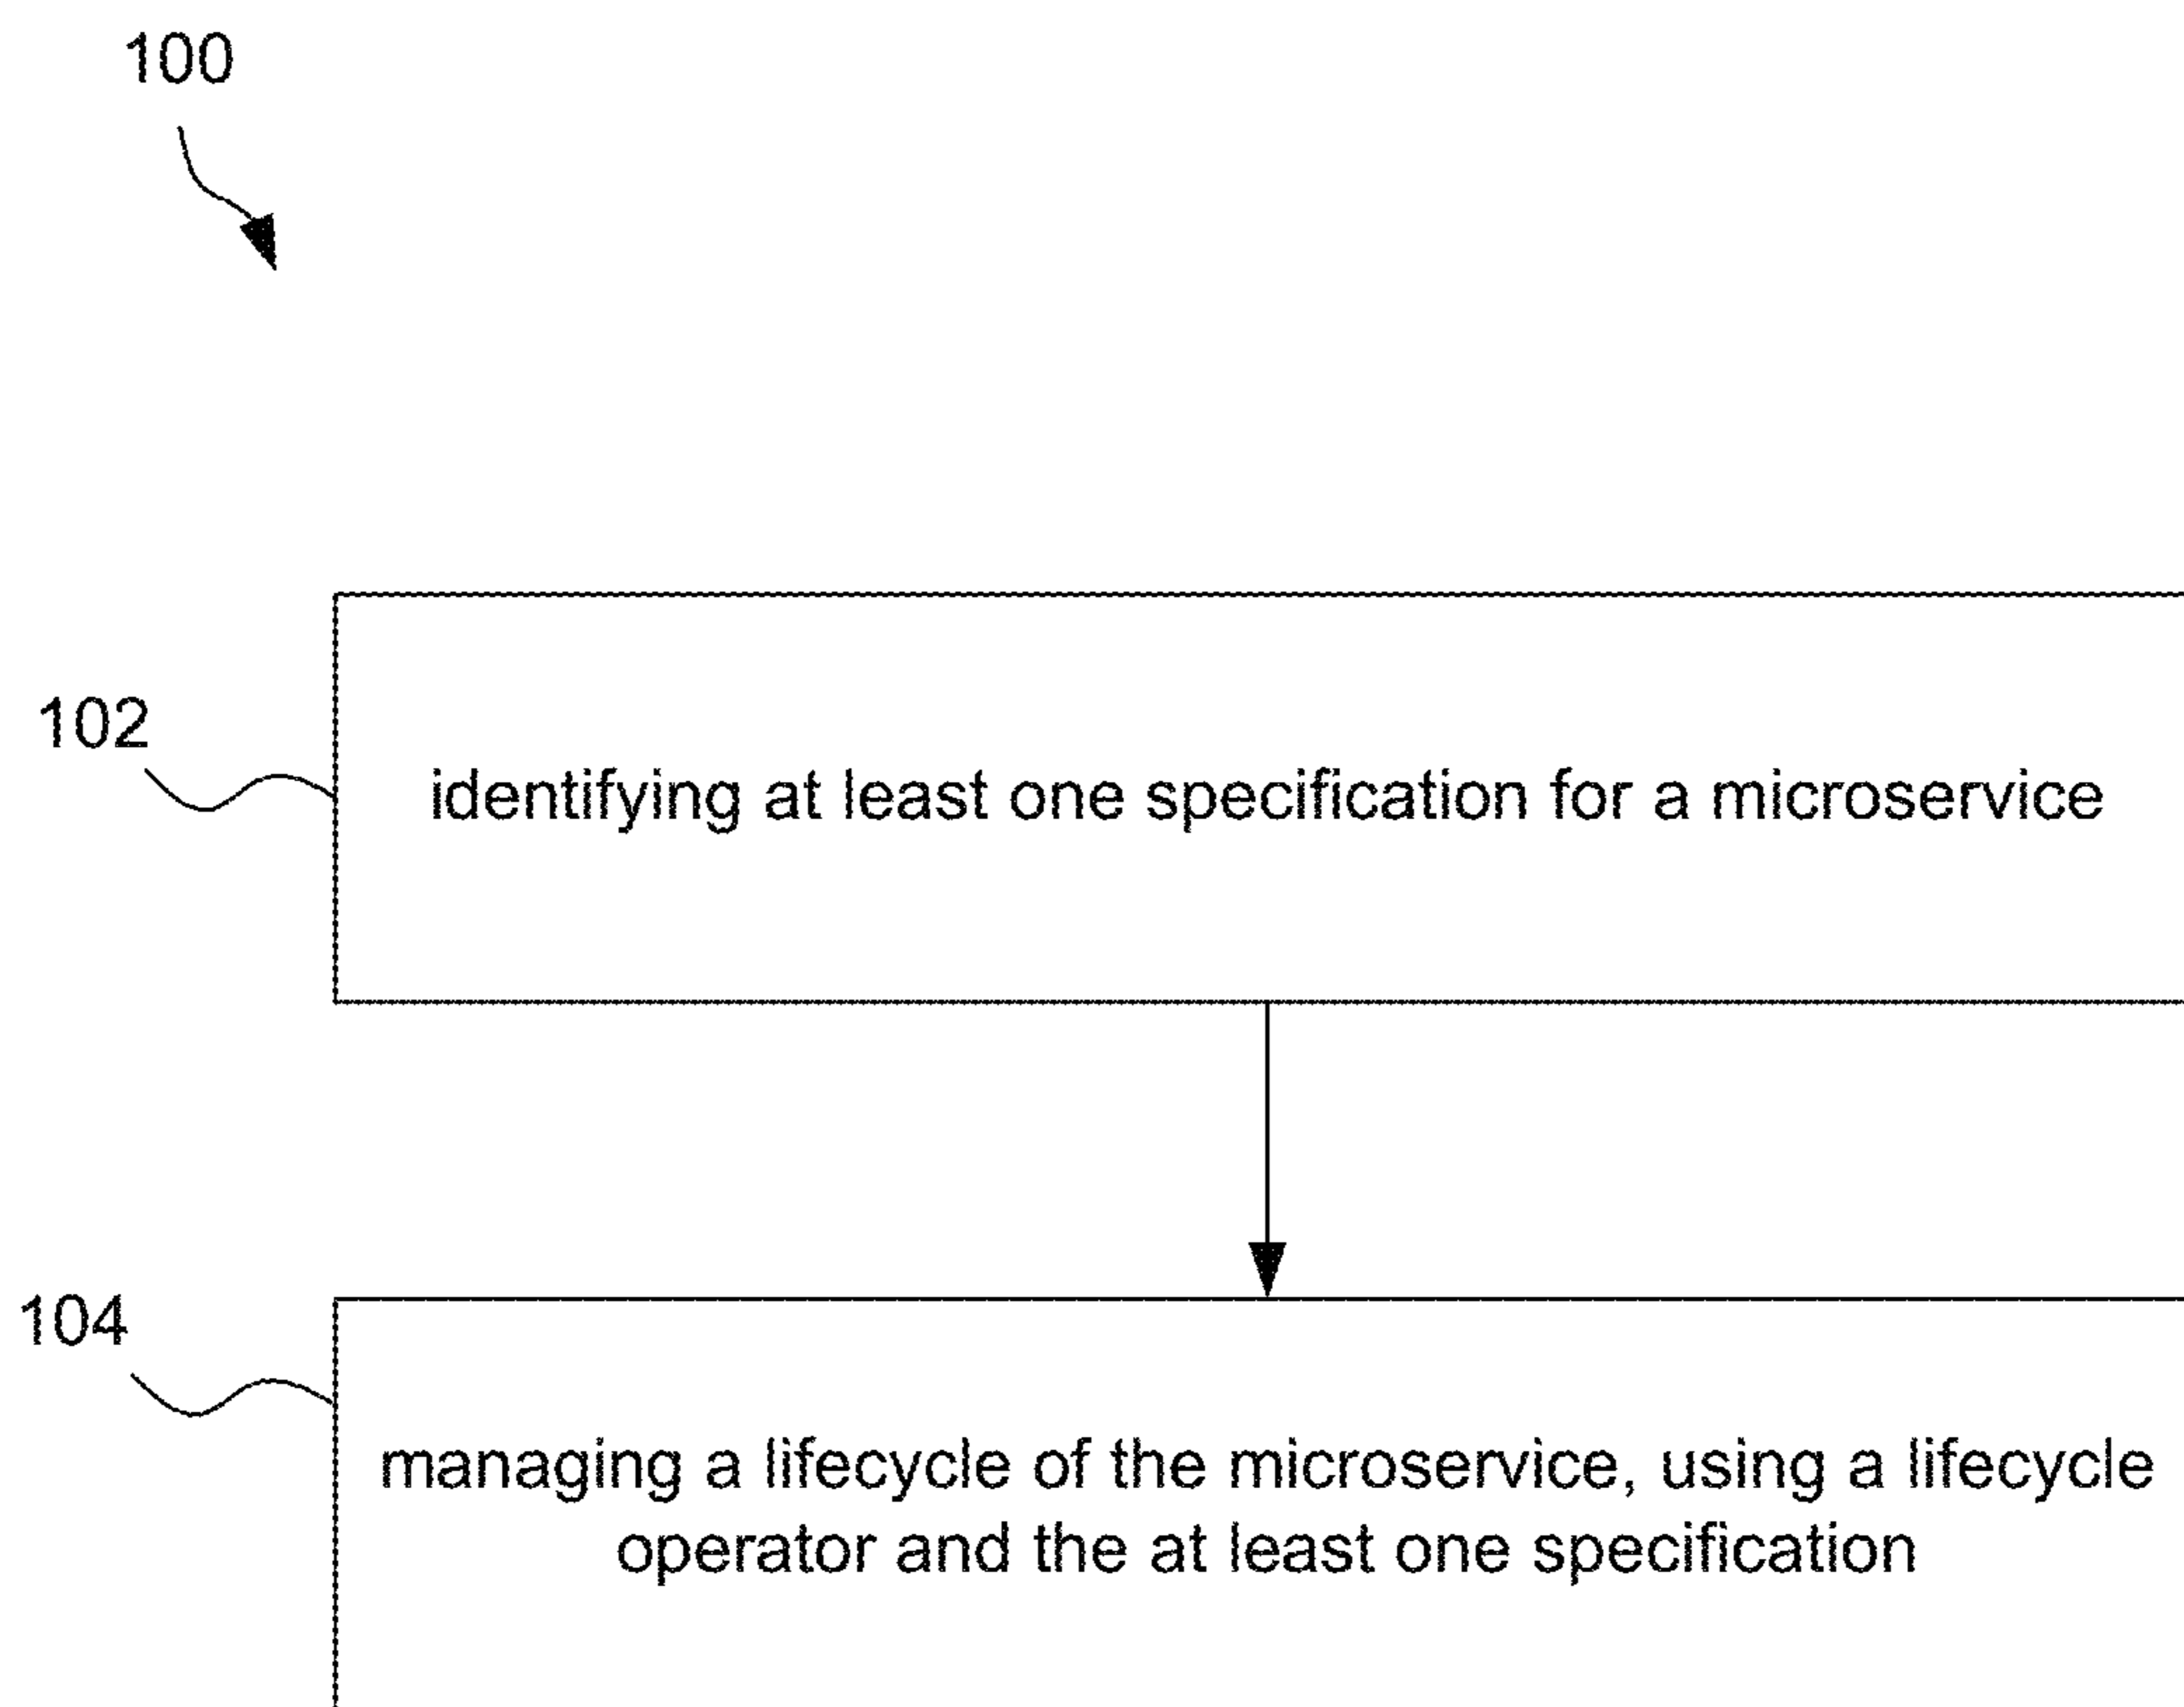 100
102
identifying at least one specification for a microservice
104
managing a lifecycle of the microservice, using a lifecycle
operator and the at least one specification